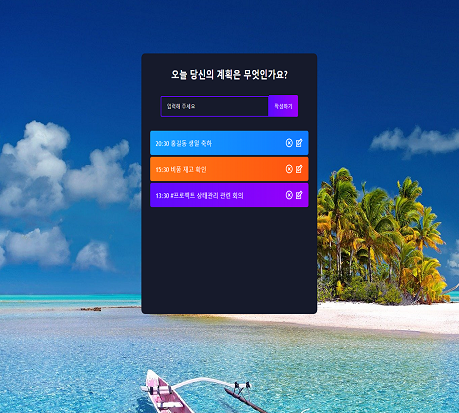 오늘 당신의 계획은 무엇인가요?
입력해 주세요
작성하기
20:30 홍길동 생일 축하
15:30 비품 재고 확인
13:30 #프로젝트 상태관리 관련 회의